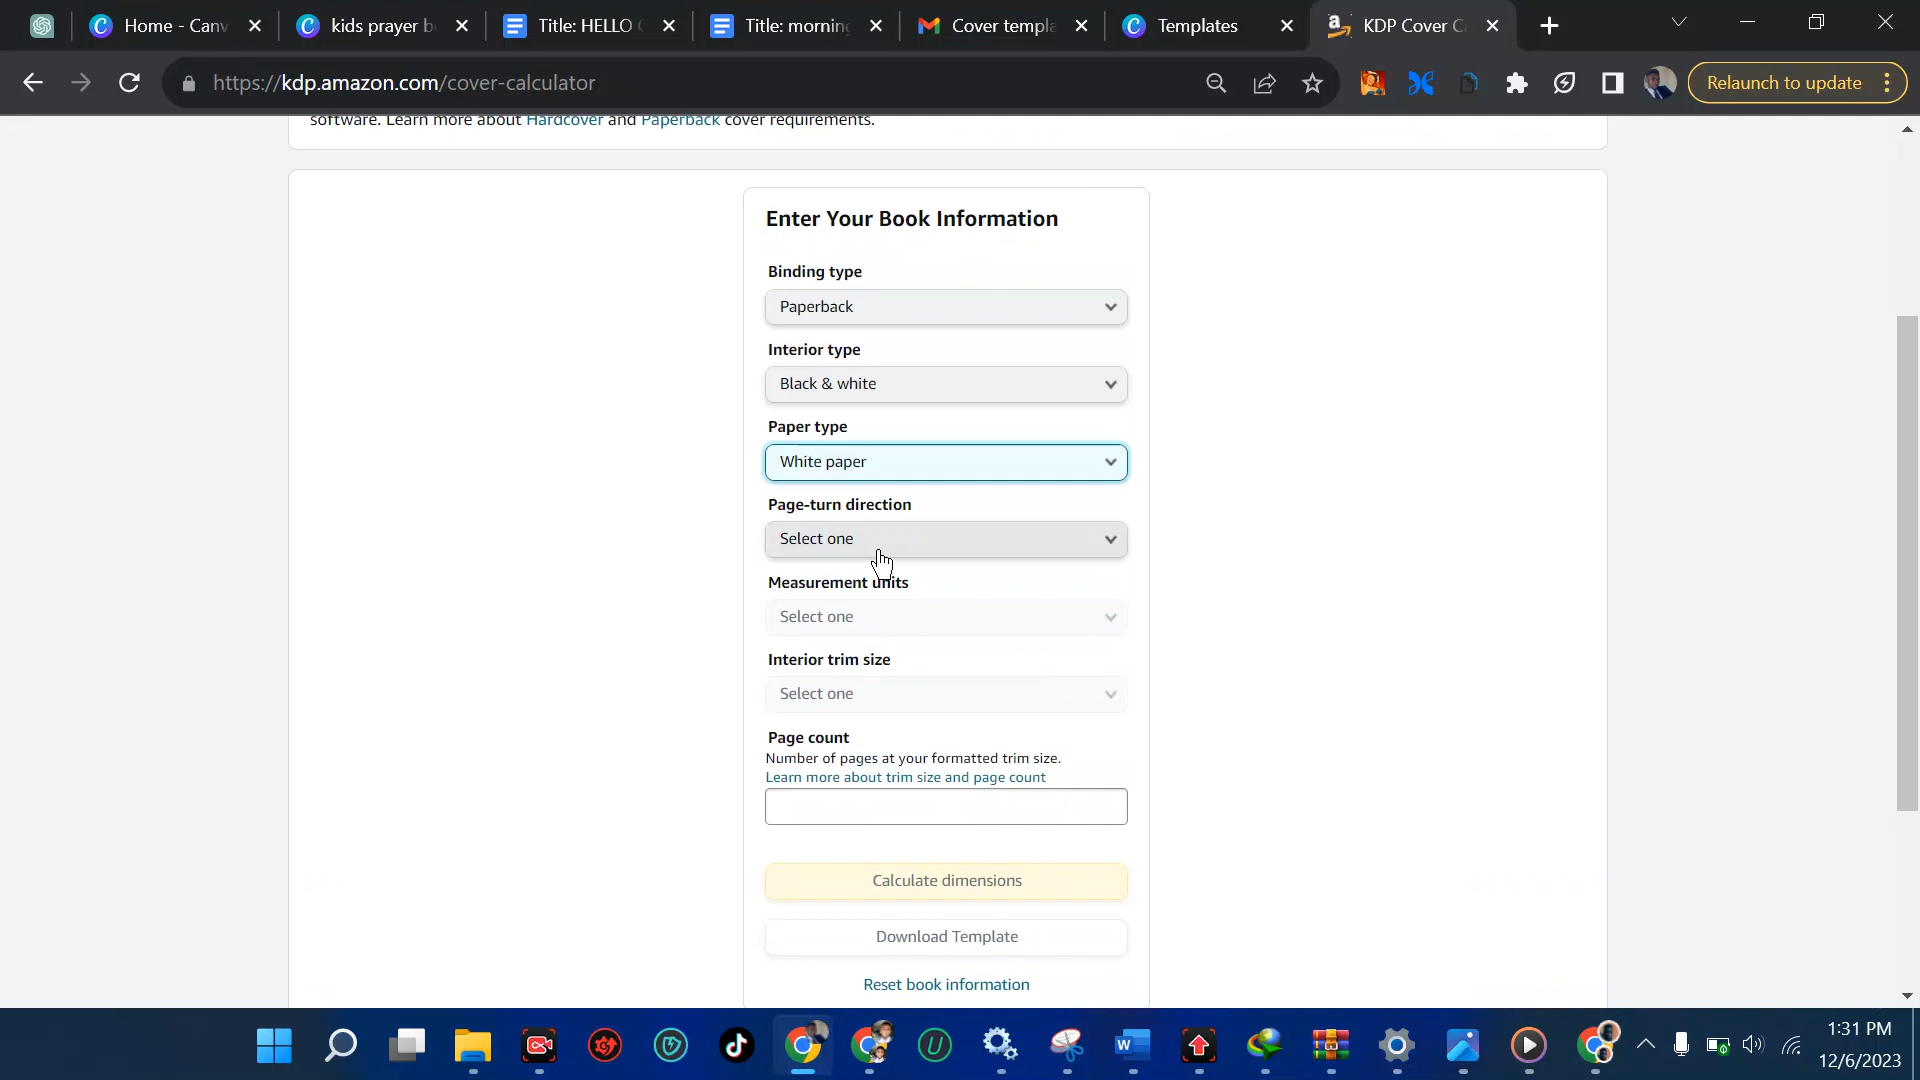 Home - Canv
kids prayer b
Title: HELLO
Title: morning
Cover templa
Templates
KDP Cover C
https://kdp.amazon.com/cover-calculator
Relaunch to update
software. Learn more about Hardcover and Paperback cover requirements.
Enter Your Book Information
Binding type
Paperback
Interior type
Black & white
Paper type
White paper
Page-turn direction
Select one
Measurement units
Select one
Interior trim size
Select one
Page count
Number of pages at your formatted trim size.
Learn more about trim size and page count
Calculate dimensions
Download Template
Reset book information
1:31 PM
12/6/2023